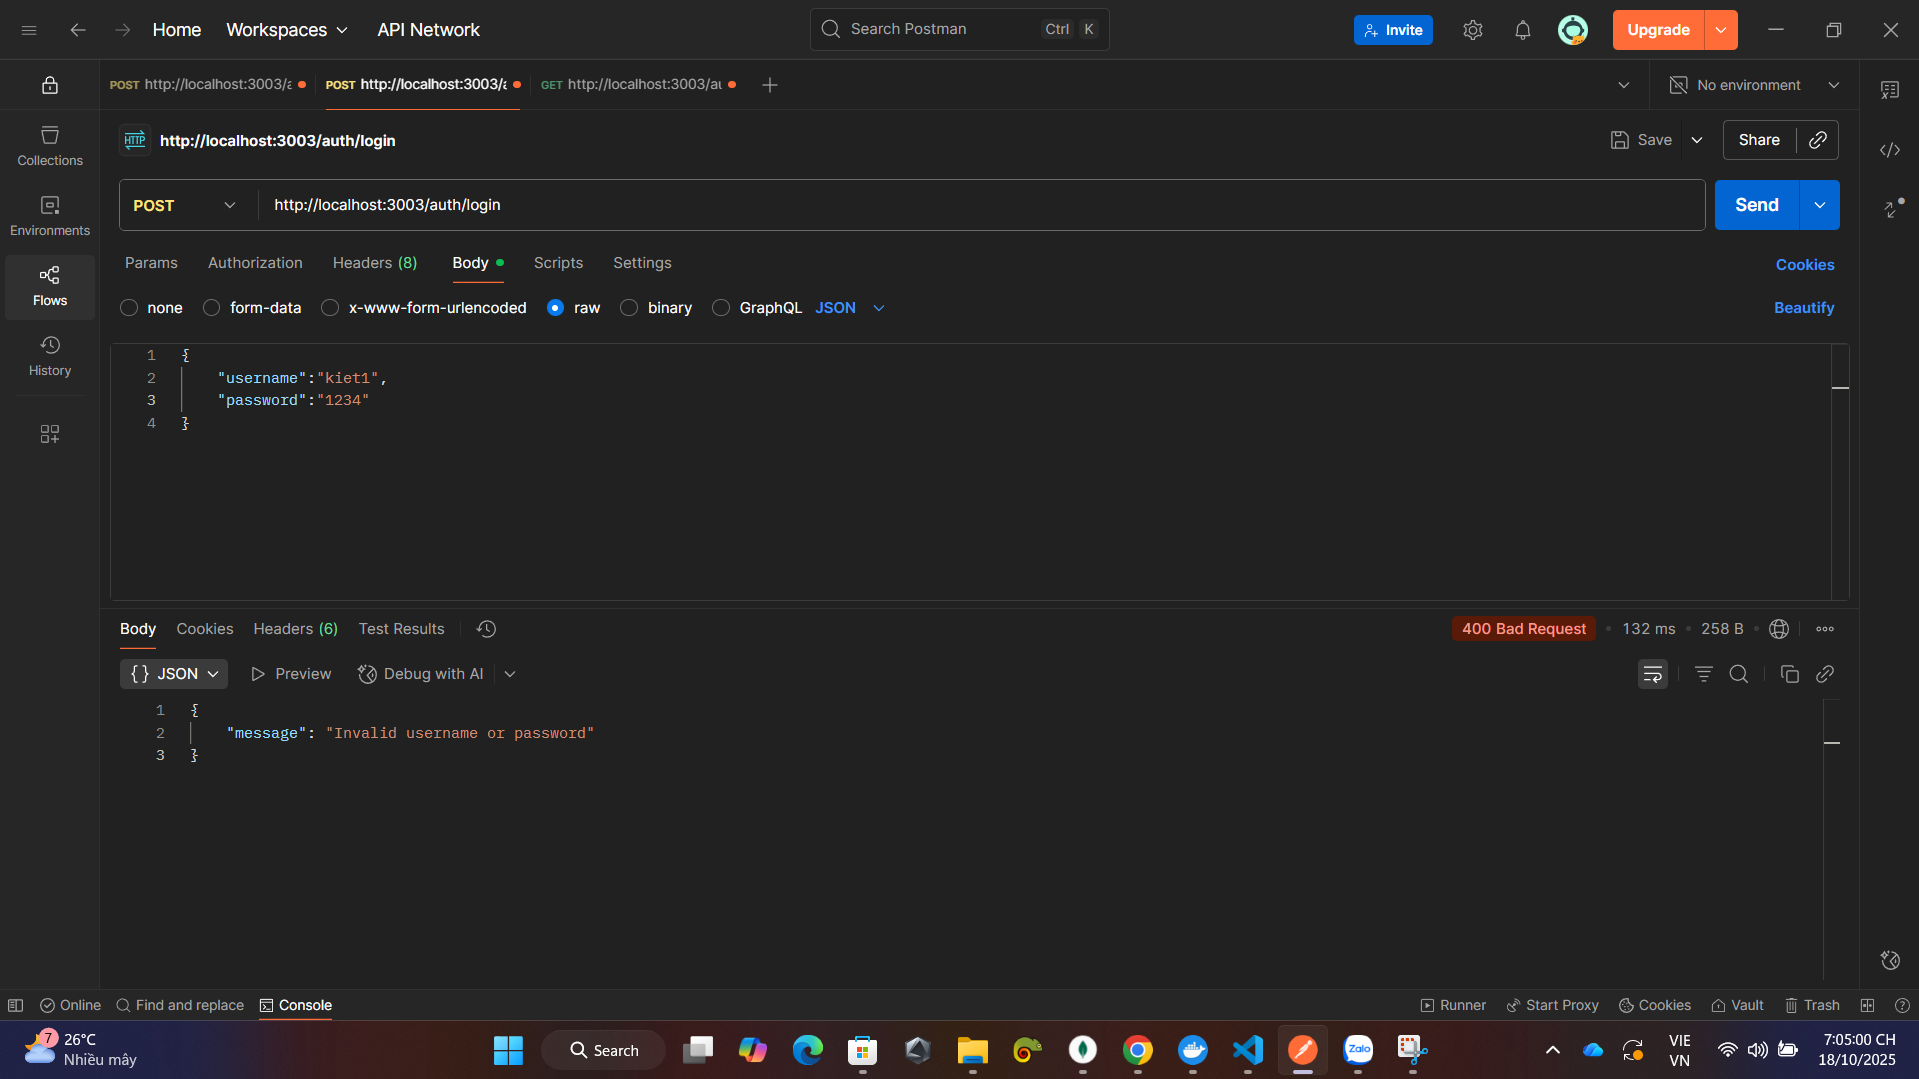 Home Workspaces API Network Search Postman Ctrl K Invite Upgrade
POST http://localhost:3003/a POST http://localhost:3003/a GET http://localhost:3003/au No environment
HTTP http://localhost:3003/auth/login Save Share
POST http://localhost:3003/auth/login Send
Params Authorization Headers (8) Body Scripts Settings Cookies
none form-data x-www-form-urlencoded raw binary GraphQL JSON Beautify
Collections
Environments
Flows
History
1 {
2 "username":"kiet1",
3 "password":"1234"
4 }
Body Cookies Headers (6) Test Results 400 Bad Request 132 ms 258 B
{} JSON Preview Debug with AI
1 {
2 "message": "Invalid username or password"
3 }
Online Find and replace Console Runner Start Proxy Cookies Vault Trash
7 26°C
Nhiều mây
Search
Zalo
VIE
VN
7:05:00 CH
18/10/2025